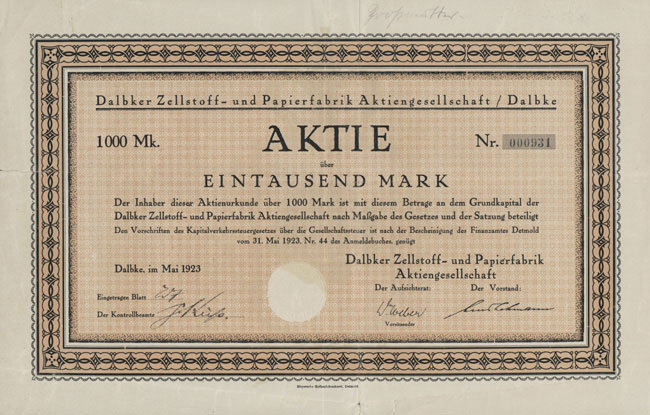 Großmutter
Dalbker Zellstoff- und Papierfabrik Aktiengesellschaft / Dalbke
1000 Mk.
AKTIE
Nr. 000931
über
EINTAUSEND MARK
Der Inhaber dieser Aktienurkunde über 1000 Mark ist mit diesem Betrage an dem Grundkapital der
Dalbker Zellstoff- und Papierfabrik Aktiengesellschaft nach Maßgabe des Gesetzes und der Satzung beteiligt
Den Vorschriften des Kapitalverkehrssteuergesetzes über die Gesellschaftssteuer ist nach der Bescheinigung des Finanzamtes Detmold
vom 31. Mai 1923, Nr. 44 des Anmeldebuches, genügt
Dalbke, im Mai 1923
Dalbker Zellstoff- und Papierfabrik
Aktiengesellschaft
Der Aufsichtsrat: Der Vorstand:
Eingetragen Blatt
Der Kontrollbeamte
Weber
Vorsitzender